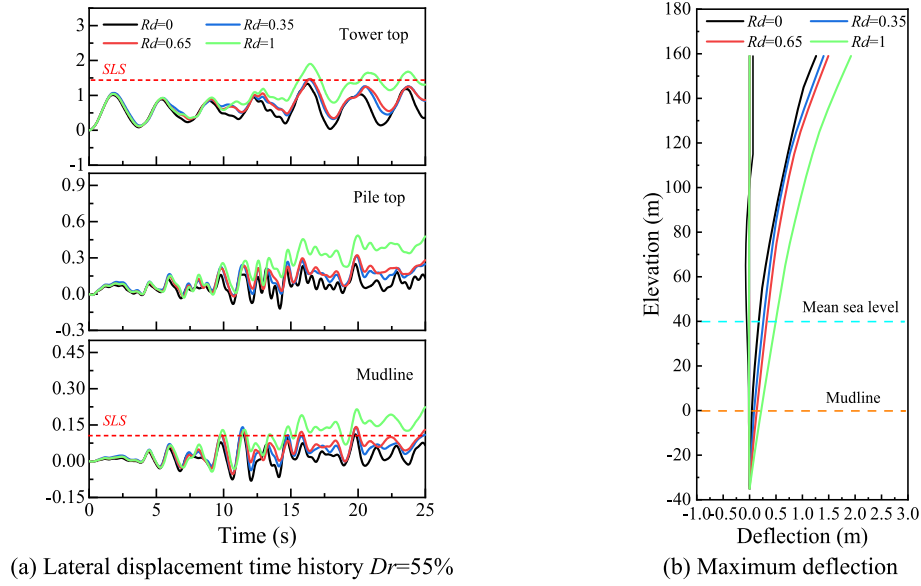 Rd=0
Rd=0.35
Rd=0.65
Rd=1
Tower top
SLS
3
2
1
0
-1
Pile top
0.9
0.6
0.3
0.0
-0.3
Mudline
SLS
0.45
0.30
0.15
0.00
-0.15
0 5 10 15 20 25
Time (s)
(a) Lateral displacement time history Dr=55%
Rd=0
Rd=0.35
Rd=0.65
Rd=1
Elevation (m)
180
160
140
120
100
80
60
40
20
0
-20
-40
Mean sea level
Mudline
-1.0 -0.5 0.0 0.5 1.0 1.5 2.0 2.5 3.0
Deflection (m)
(b) Maximum deflection